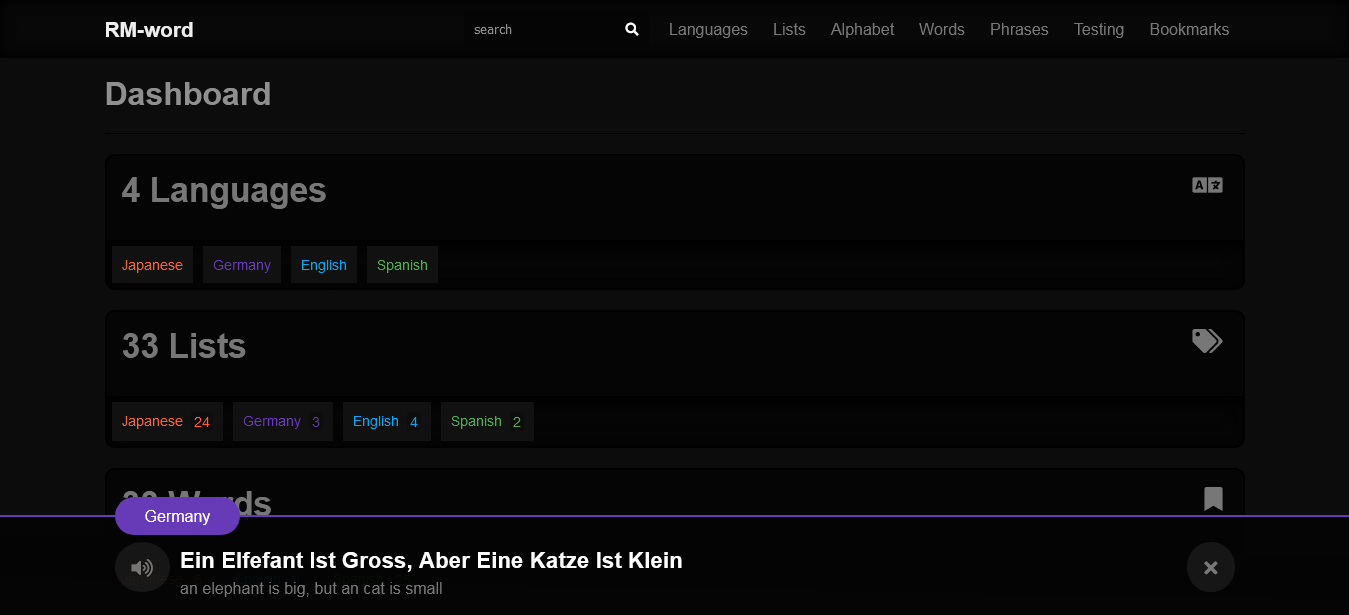 RM-word
search
Languages Lists Alphabet Words Phrases Testing Bookmarks
Dashboard
4 Languages
Japanese Germany English Spanish
33 Lists
Japanese 24 Germany 3 English 4 Spanish 2
Words
Germany
Ein Elfefant Ist Gross, Aber Eine Katze Ist Klein
an elephant is big, but an cat is small